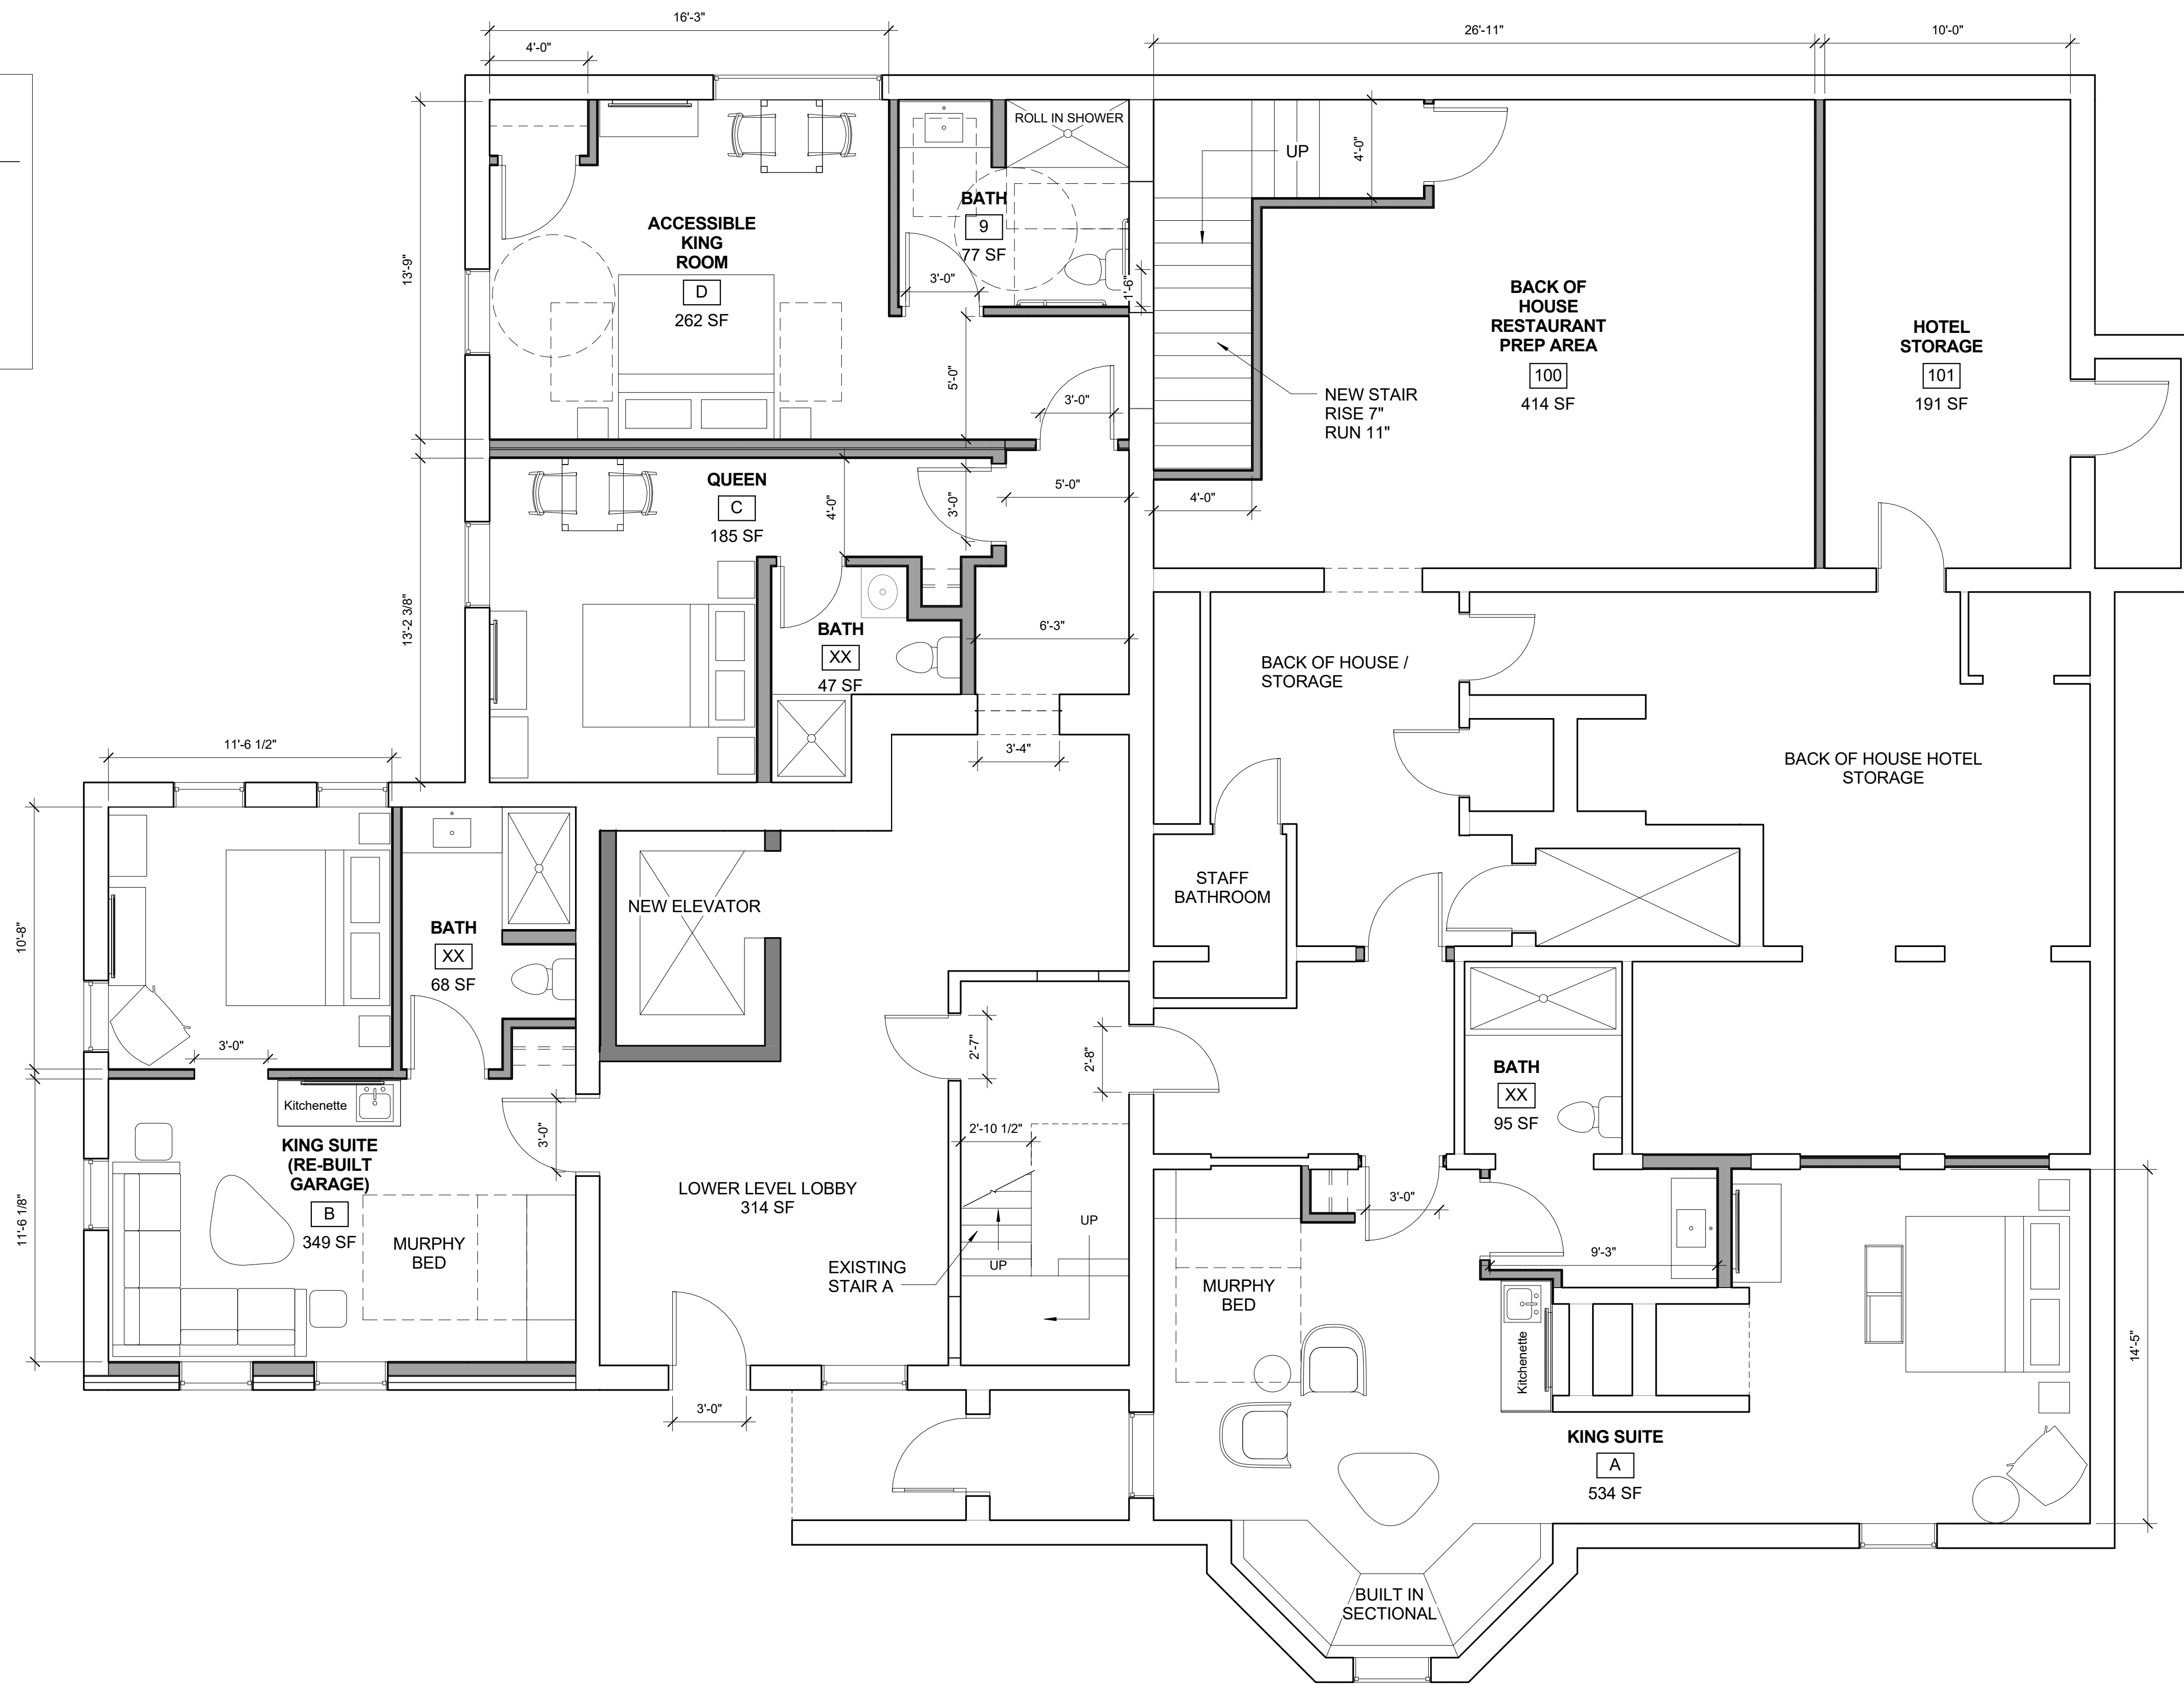 16'-3"
4'-0"
26'-11"
10'-0"
13'-9"
ACCESSIBLE
KING
ROOM
D
262 SF
ROLL IN SHOWER
BATH
9
77 SF
3'-0"
1'-6"
5'-0"
3'-0"
UP
4'-0"
NEW STAIR
RISE 7"
RUN 11"
4'-0"
BACK OF
HOUSE
RESTAURANT
PREP AREA
100
414 SF
HOTEL
STORAGE
101
191 SF
13'-2 3/8"
QUEEN
C
185 SF
4'-0"
3'-0"
5'-0"
BATH
XX
47 SF
6'-3"
3'-4"
BACK OF HOUSE /
STORAGE
BACK OF HOUSE HOTEL
STORAGE
STAFF
BATHROOM
11'-6 1/2"
10'-8"
BATH
XX
68 SF
3'-0"
NEW ELEVATOR
2'-7"
2'-8"
Kitchenette
KING SUITE
(RE-BUILT
GARAGE)
B
349 SF
MURPHY
BED
3'-0"
11'-6 1/8"
LOWER LEVEL LOBBY
314 SF
2'-10 1/2"
UP
UP
EXISTING
STAIR A
3'-0"
BATH
XX
95 SF
3'-0"
9'-3"
MURPHY
BED
Kitchenette
14'-5"
KING SUITE
A
534 SF
BUILT IN
SECTIONAL